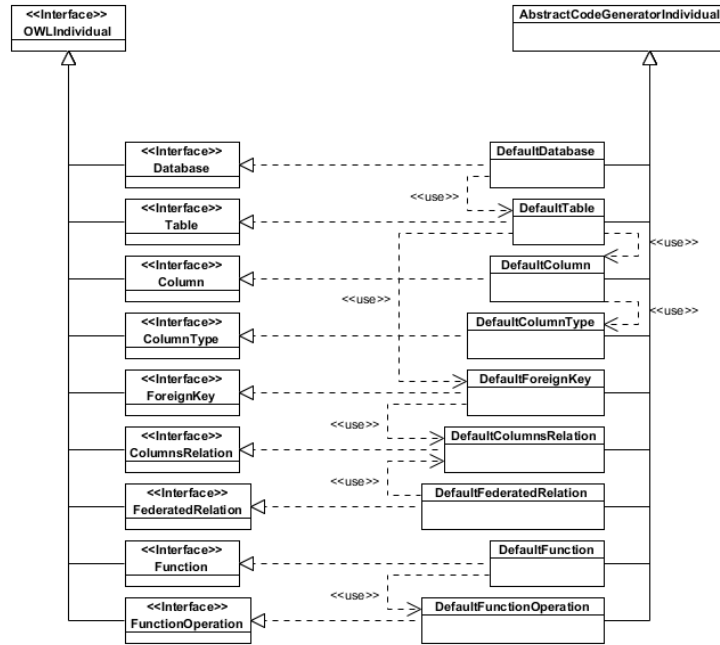 <<Interface>>
OWLIndividual
AbstractCodeGeneratorIndividual
<<Interface>>
Database
DefaultDatabase
<<use>>
<<Interface>>
Table
DefaultTable
<<use>>
<<Interface>>
Column
DefaultColumn
<<use>>
<<use>>
<<Interface>>
ColumnType
DefaultColumnType
<<Interface>>
ForeignKey
DefaultForeignKey
<<use>>
<<Interface>>
ColumnsRelation
DefaultColumnsRelation
<<use>>
<<Interface>>
FederatedRelation
DefaultFederatedRelation
<<Interface>>
Function
DefaultFunction
<<use>>
<<Interface>>
FunctionOperation
DefaultFunctionOperation